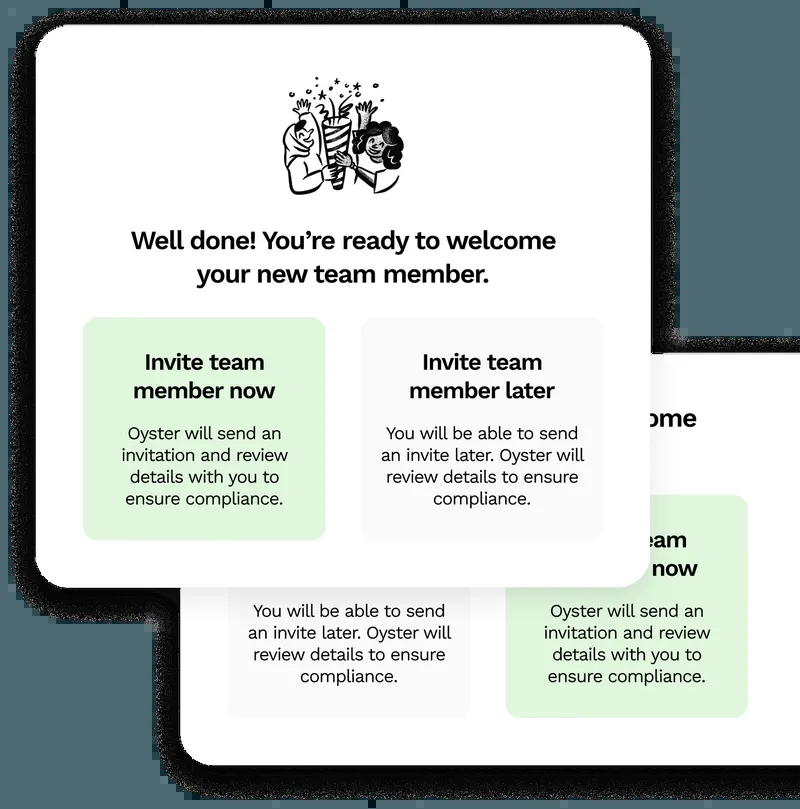 Well done! You’re ready to welcome
your new team member.
Invite team
member now
Oyster will send an
invitation and review
details with you to
ensure compliance.
Invite team
member later
You will be able to send
an invite later. Oyster will
review details to ensure
compliance.
ome
You will be able to send
an invite later. Oyster will
review details to ensure
compliance.
eam
now
Oyster will send an
invitation and review
details with you to
ensure compliance.